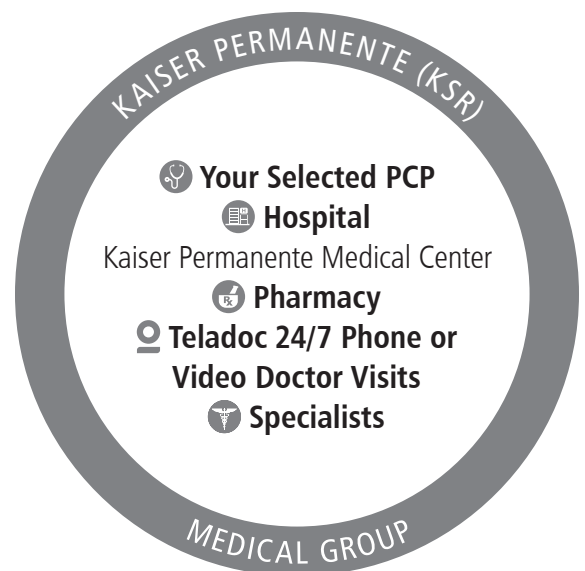 KAISER PERMANENTE (KSR)
Your Selected PCP
Hospital
Kaiser Permanente Medical Center
Pharmacy
Teladoc 24/7 Phone or
Video Doctor Visits
Specialists
MEDICAL GROUP